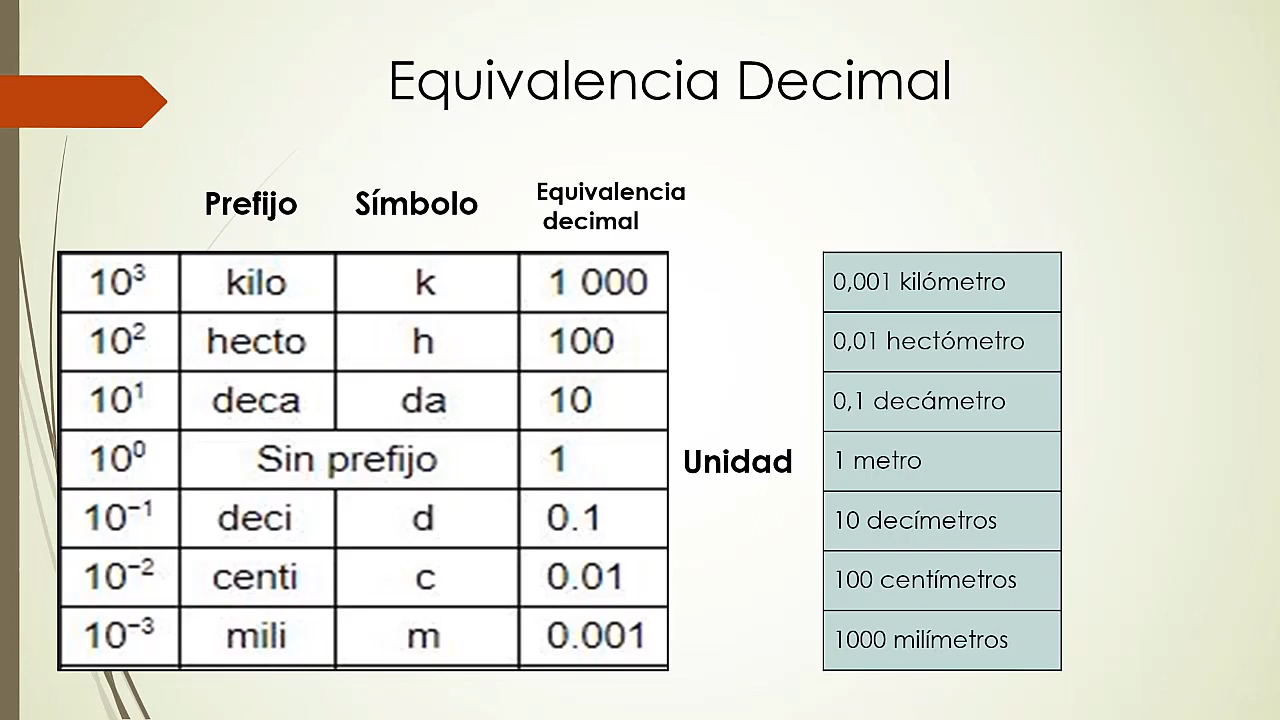 Equivalencia Decimal
Prefijo Símbolo Equivalencia decimal
10³ kilo k 1 000 0,001 kilómetro
10² hecto h 100 0,01 hectómetro
10¹ deca da 10 0,1 decámetro
10⁰ Sin prefijo 1 Unidad 1 metro
10⁻¹ deci d 0.1 10 decímetros
10⁻² centi c 0.01 100 centímetros
10⁻³ mili m 0.001 1000 milímetros